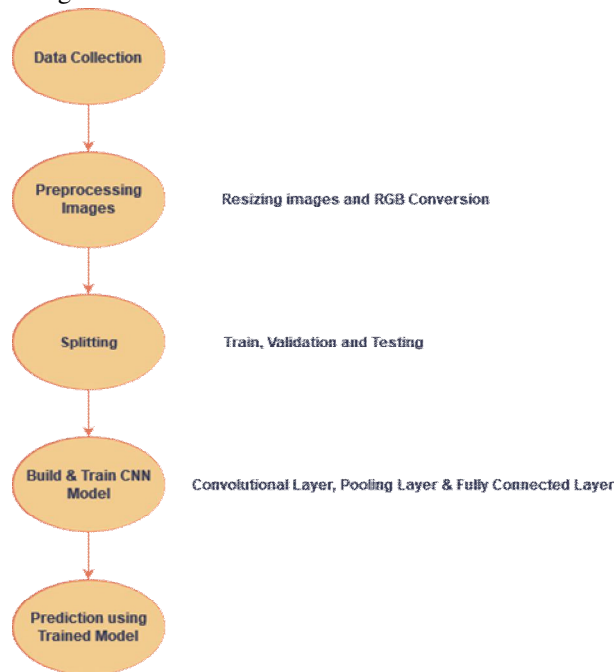 Data Collection
Preprocessing
Images
Resizing images and RGB Conversion
Splitting
Train, Validation and Testing
Build & Train CNN
Model
Convolutional Layer, Pooling Layer & Fully Connected Layer
Prediction using
Trained Model